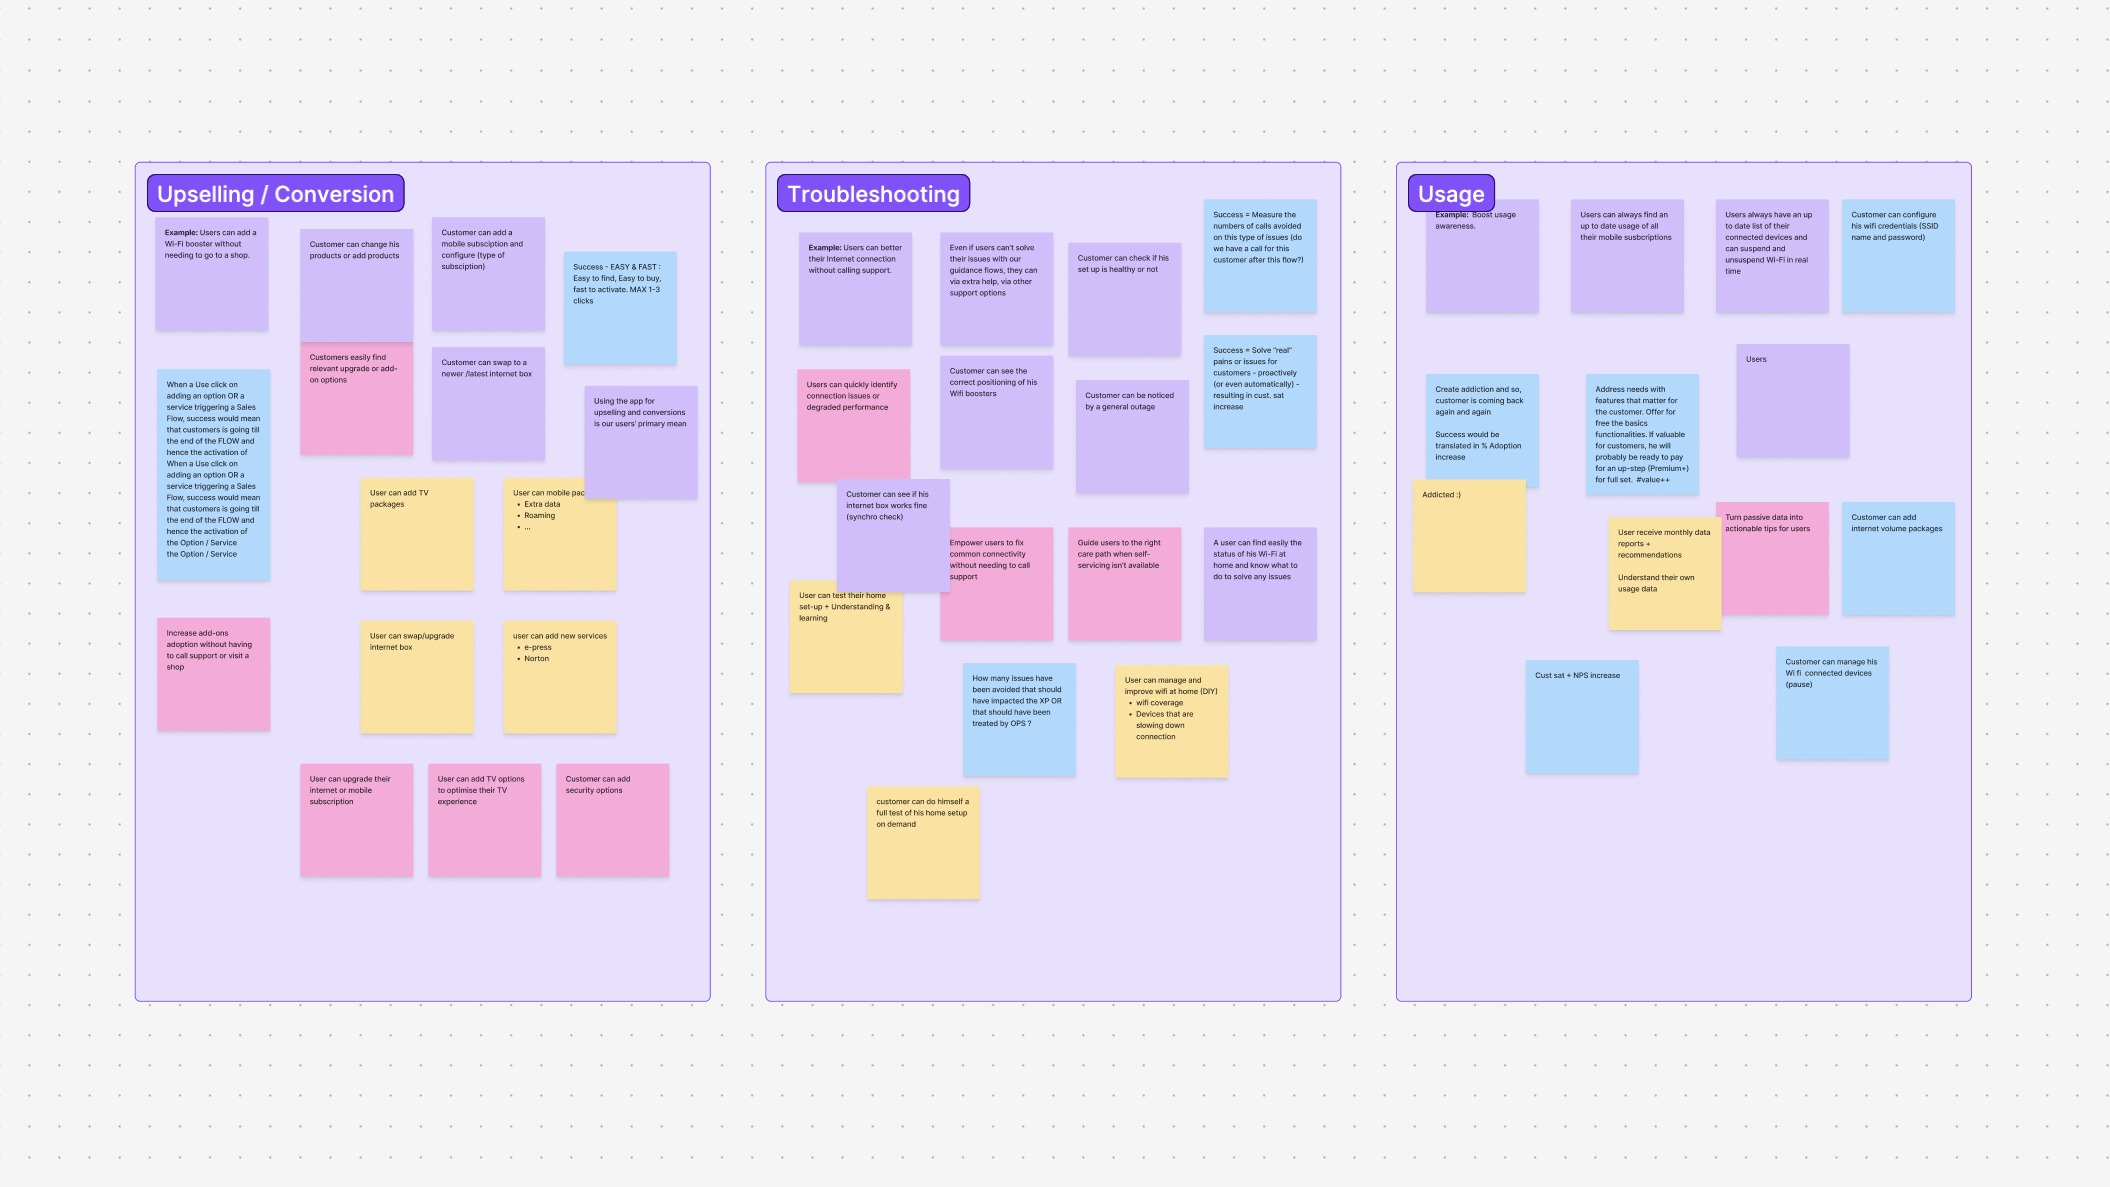 Upselling / Conversion
Example: Users can add a
Wi-Fi booster without
needing to go to a shop.
Customer can change his
products or add products
Customer can add a
mobile subsciption and
configure (type of
subsciption)
Success - EASY & FAST :
Easy to find, Easy to buy,
fast to activate. MAX 1-3
clicks
When a Use click on
adding an option OR a
service triggering a Sales
Flow, success would mean
that customers is going till
the end of the FLOW and
hence the activation of
When a Use click on
adding an option OR a
service triggering a Sales
Flow, success would mean
that customers is going till
the end of the FLOW and
hence the activation of
the Option / Service
the Option / Service
Customers easily find
relevant upgrade or add-
on options
Customer can swap to a
newer /latest internet box
Using the app for
upselling and conversions
is our users' primary mean
User can add TV
packages
User can mobile pac
• Extra data
• Roaming
• ...
Increase add-ons
adoption without having
to call support or visit a
shop
User can swap/upgrade
internet box
user can add new services
• e-press
• Norton
User can upgrade their
internet or mobile
subscription
User can add TV options
to optimise their TV
experience
Customer can add
security options
Troubleshooting
Example: Users can better
their Internet connection
without calling support.
Even if users can't solve
their issues with our
guidance flows, they can
via extra help, via other
support options
Customer can check if his
set up is healthy or not
Success = Measure the
numbers of calls avoided
on this type of issues (do
we have a call for this
customer after this flow?)
Users can quickly identify
connection issues or
degraded performance
Customer can see the
correct positioning of his
Wifi boosters
Customer can be noticed
by a general outage
Success = Solve "real"
pains or issues for
customers - proactively
(or even automatically) -
resulting in cust. sat
increase
Customer can see if his
internet box works fine
(synchro check)
Empower users to fix
common connectivity
without needing to call
support
Guide users to the right
care path when self-
servicing isn't available
A user can find easily the
status of his Wi-Fi at
home and know what to
do to solve any issues
User can test their home
set-up + Understanding &
learning
How many issues have
been avoided that should
have impacted the XP OR
that should have been
treated by OPS ?
User can manage and
improve wifi at home (DIY)
• wifi coverage
• Devices that are
slowing down
connection
customer can do himself a
full test of his home setup
on demand
Usage
Example: Boost usage
awareness.
Users can always find an
up to date usage of all
their mobile susbcriptions
Users always have an up
to date list of their
connected devices and
can suspend and
unsuspend Wi-Fi in real
time
Customer can configure
his wifi credentials (SSID
name and password)
Create addiction and so,
customer is coming back
again and again
Success would be
translated in % Adoption
increase
Address needs with
features that matter for
the customer. Offer for
free the basics
functionalities. If valuable
for customers, he will
probably be ready to pay
for an up-step (Premium+)
for full set. #value++
Users
Addicted :)
User receive monthly data
reports +
recommendations
Understand their own
usage data
Turn passive data into
actionable tips for users
Customer can add
internet volume packages
Cust sat + NPS increase
Customer can manage his
Wi fi connected devices
(pause)